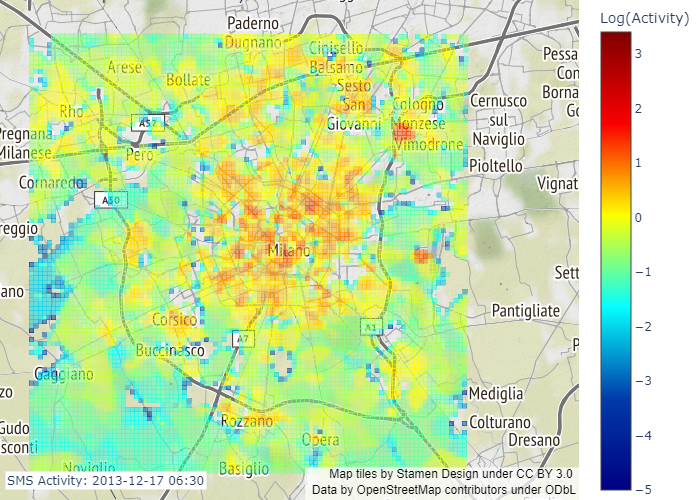 Log(Activity)
3
2
1
0
−1
−2
−3
−4
−5
Paderno
Dugnano
Cinisello
Balsamo
Arese
Bollate
Sesto
San
Giovanni
Rho
Cologno
Monzese
Cernusco
sul
Naviglio
Pessa
Con
Borna
Go
Pregnana
Milanese
Pero
Vimodrone
Pioltello
Cornaredo
A50
Vignat
reggio
Milano
Sett
ano
Pantigliate
Corsico
A7
A1
Buccinasco
P
Gaggiano
zo
Mediglia
Rozzano
Colturano
Gudo
sconti
Opera
Dresano
Noviglio
Basiglio
SMS Activity: 2013-12-17 06:30
Map tiles by Stamen Design under CC BY 3.0
Data by OpenStreetMap contributors under ODbL